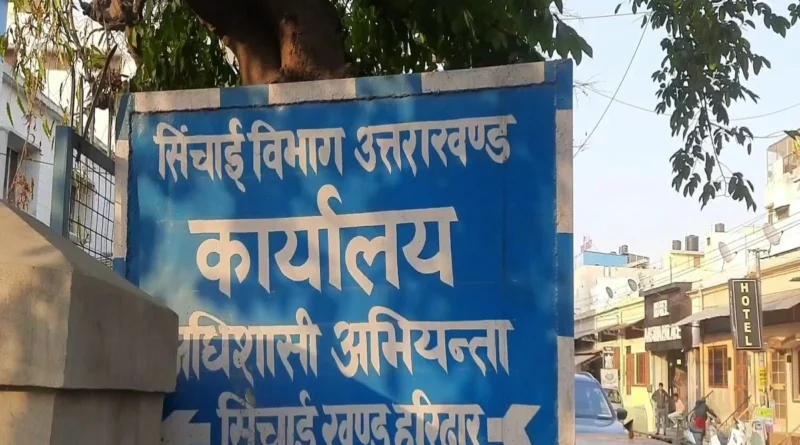 सिंचाई विभाग उत्तराखण्ड
कार्यालय
अधिशासी अभियन्ता
सिंचाई खण्ड हरिद्वार
HOTEL